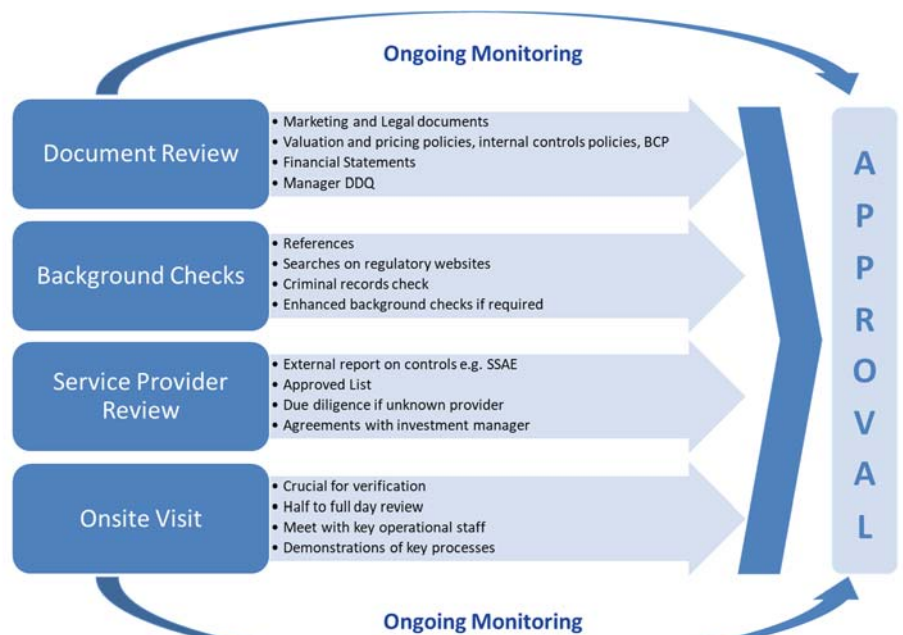 Ongoing Monitoring
Document Review
• Marketing and Legal documents
• Valuation and pricing policies, internal controls policies, BCP
• Financial Statements
• Manager DDQ
Background Checks
• References
• Searches on regulatory websites
• Criminal records check
• Enhanced background checks if required
Service Provider
Review
• External report on controls e.g. SSAE
• Approved List
• Due diligence if unknown provider
• Agreements with investment manager
Onsite Visit
• Crucial for verification
• Half to full day review
• Meet with key operational staff
• Demonstrations of key processes
A
P
P
R
O
V
A
L
Ongoing Monitoring